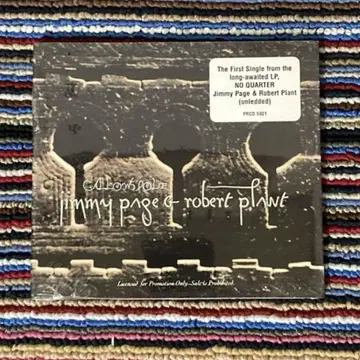 The First Single from the
long-awaited LP,
NO QUARTER
Jimmy Page & Robert Plant
(unledded)
PRCD 5921
Gallows Pole
jimmy page & robert plant
Licensed for Promotion Only–Sale Is Prohibited